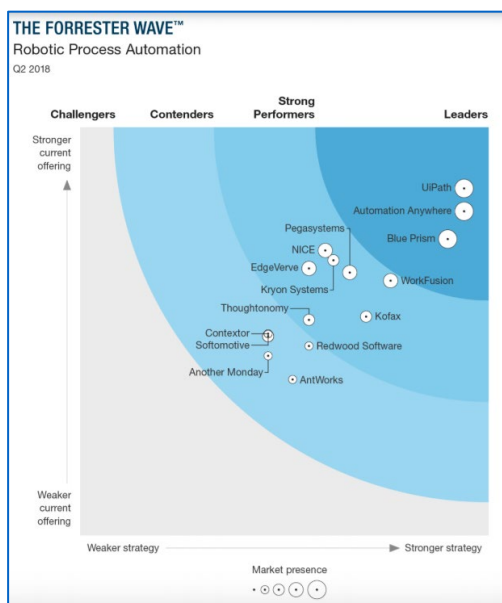 THE FORRESTER WAVE™
Robotic Process Automation
Q2 2018
Challengers
Contenders
Strong
Performers
Leaders
Stronger
current
offering
UiPath
Automation Anywhere
Blue Prism
Pegasystems
NICE
EdgeVerve
Kryon Systems
WorkFusion
Thoughtonomy
Kofax
Contextor
Softomotive
Redwood Software
Another Monday
AntWorks
Weaker
current
offering
Weaker strategy
Stronger strategy
Market presence